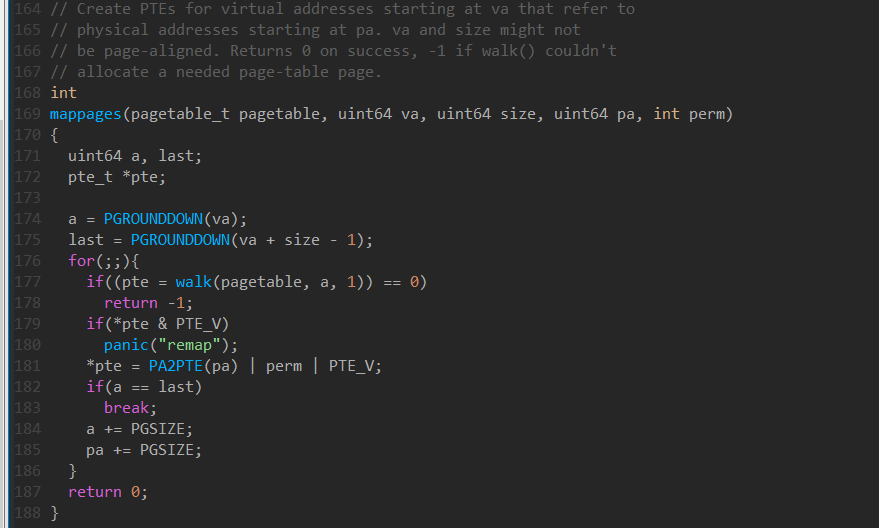 164 // Create PTEs for virtual addresses starting at va that refer to
165 // physical addresses starting at pa. va and size might not
166 // be page-aligned. Returns 0 on success, -1 if walk() couldn't
167 // allocate a needed page-table page.
168 int
169 mappages(pagetable_t pagetable, uint64 va, uint64 size, uint64 pa, int perm)
170 {
171   uint64 a, last;
172   pte_t *pte;
173
174   a = PGROUNDDOWN(va);
175   last = PGROUNDDOWN(va + size - 1);
176   for(;;){
177     if((pte = walk(pagetable, a, 1)) == 0)
178       return -1;
179     if(*pte & PTE_V)
180       panic("remap");
181     *pte = PA2PTE(pa) | perm | PTE_V;
182     if(a == last)
183       break;
184     a += PGSIZE;
185     pa += PGSIZE;
186   }
187   return 0;
188 }